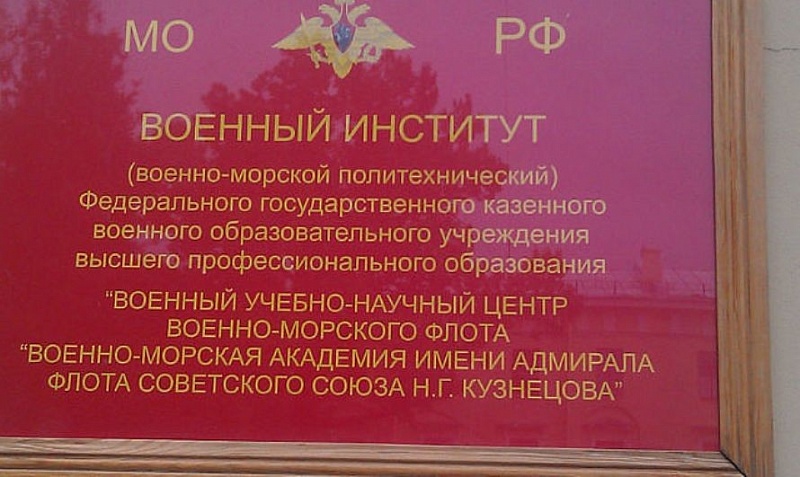 МО РФ
ВОЕННЫЙ ИНСТИТУТ
(военно-морской политехнический)
Федерального государственного казенного
военного образовательного учреждения
высшего профессионального образования
“ВОЕННЫЙ УЧЕБНО-НАУЧНЫЙ ЦЕНТР
ВОЕННО-МОРСКОГО ФЛОТА
“ВОЕННО-МОРСКАЯ АКАДЕМИЯ ИМЕНИ АДМИРАЛА
ФЛОТА СОВЕТСКОГО СОЮЗА Н.Г. КУЗНЕЦОВА”